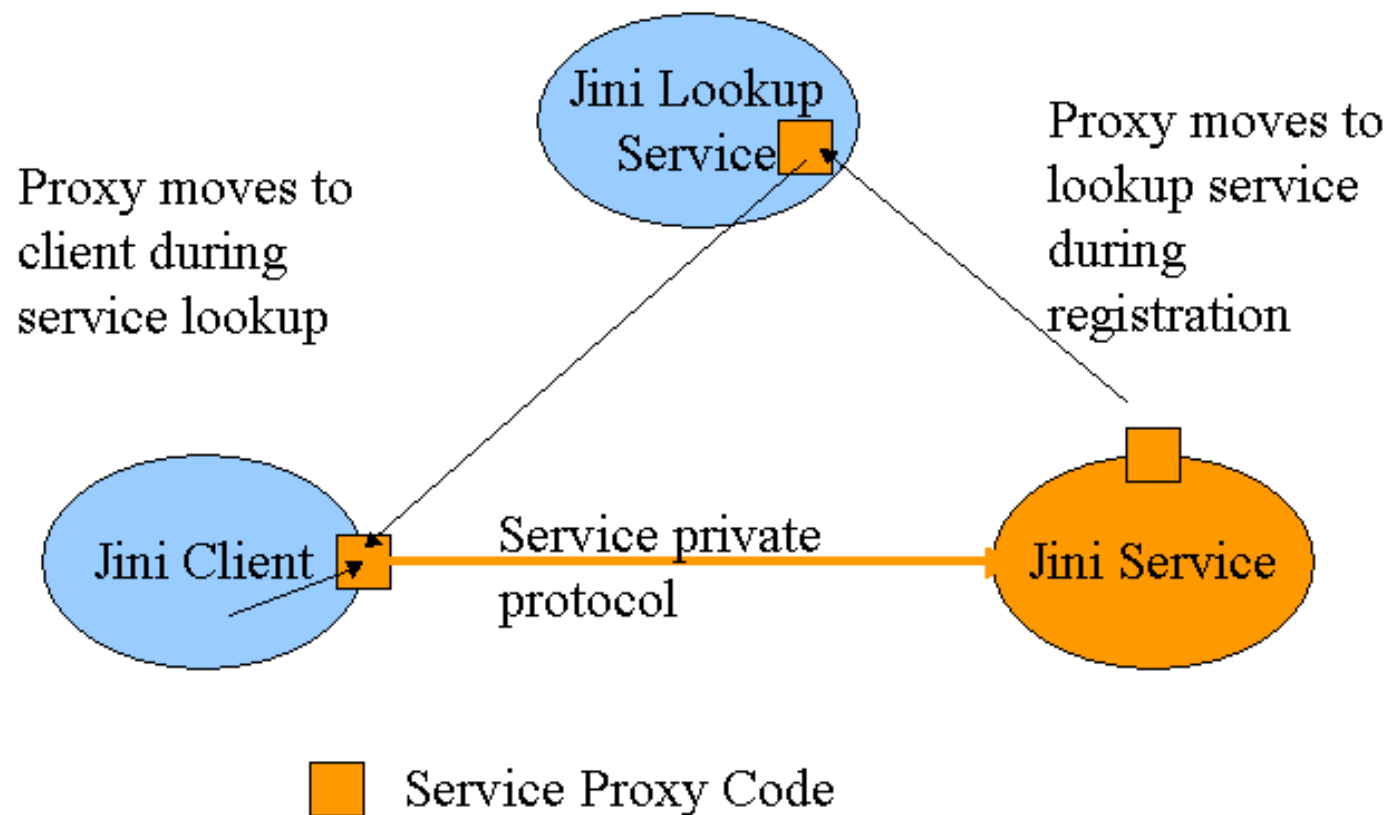 Jini Lookup
Service
Proxy moves to
lookup service
during
registration
Proxy moves to
client during
service lookup
Jini Client
Service private
protocol
Jini Service
Service Proxy Code